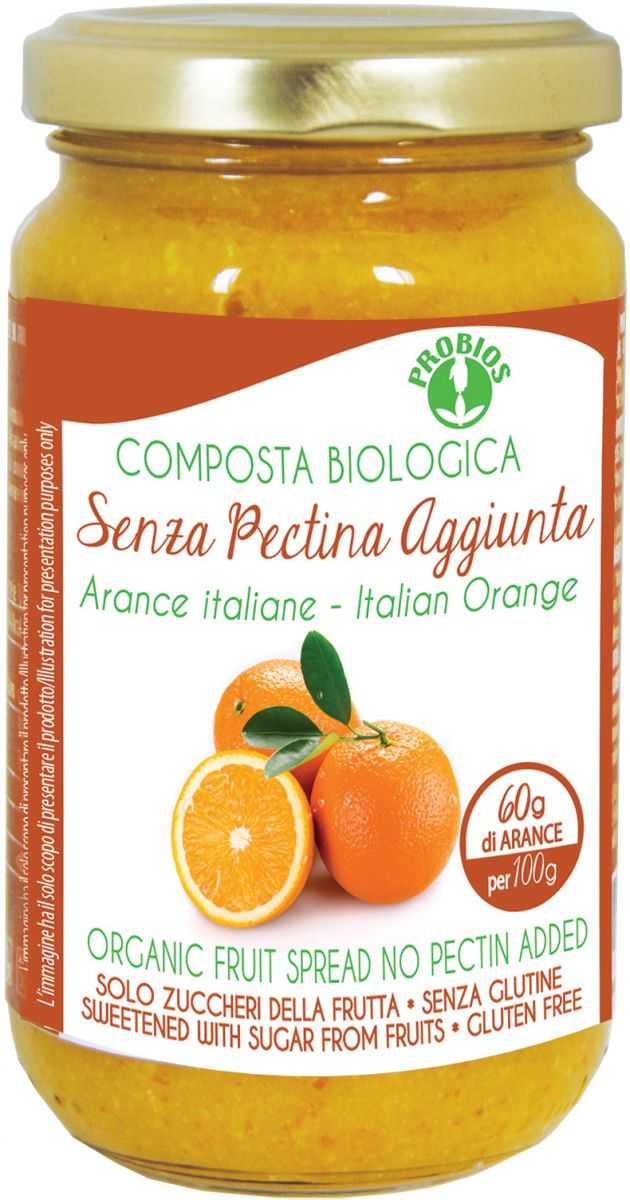 PROBIOS
COMPOSTA BIOLOGICA
Senza Pectina Aggiunta
Arance italiane - Italian Orange
60g
di ARANCE
per 100g
ORGANIC FRUIT SPREAD NO PECTIN ADDED
SOLO ZUCCHERI DELLA FRUTTA * SENZA GLUTINE
SWEETENED WITH SUGAR FROM FRUITS * GLUTEN FREE
L'immagine ha il solo scopo di presentare il prodotto/Illustration for presentation purposes only